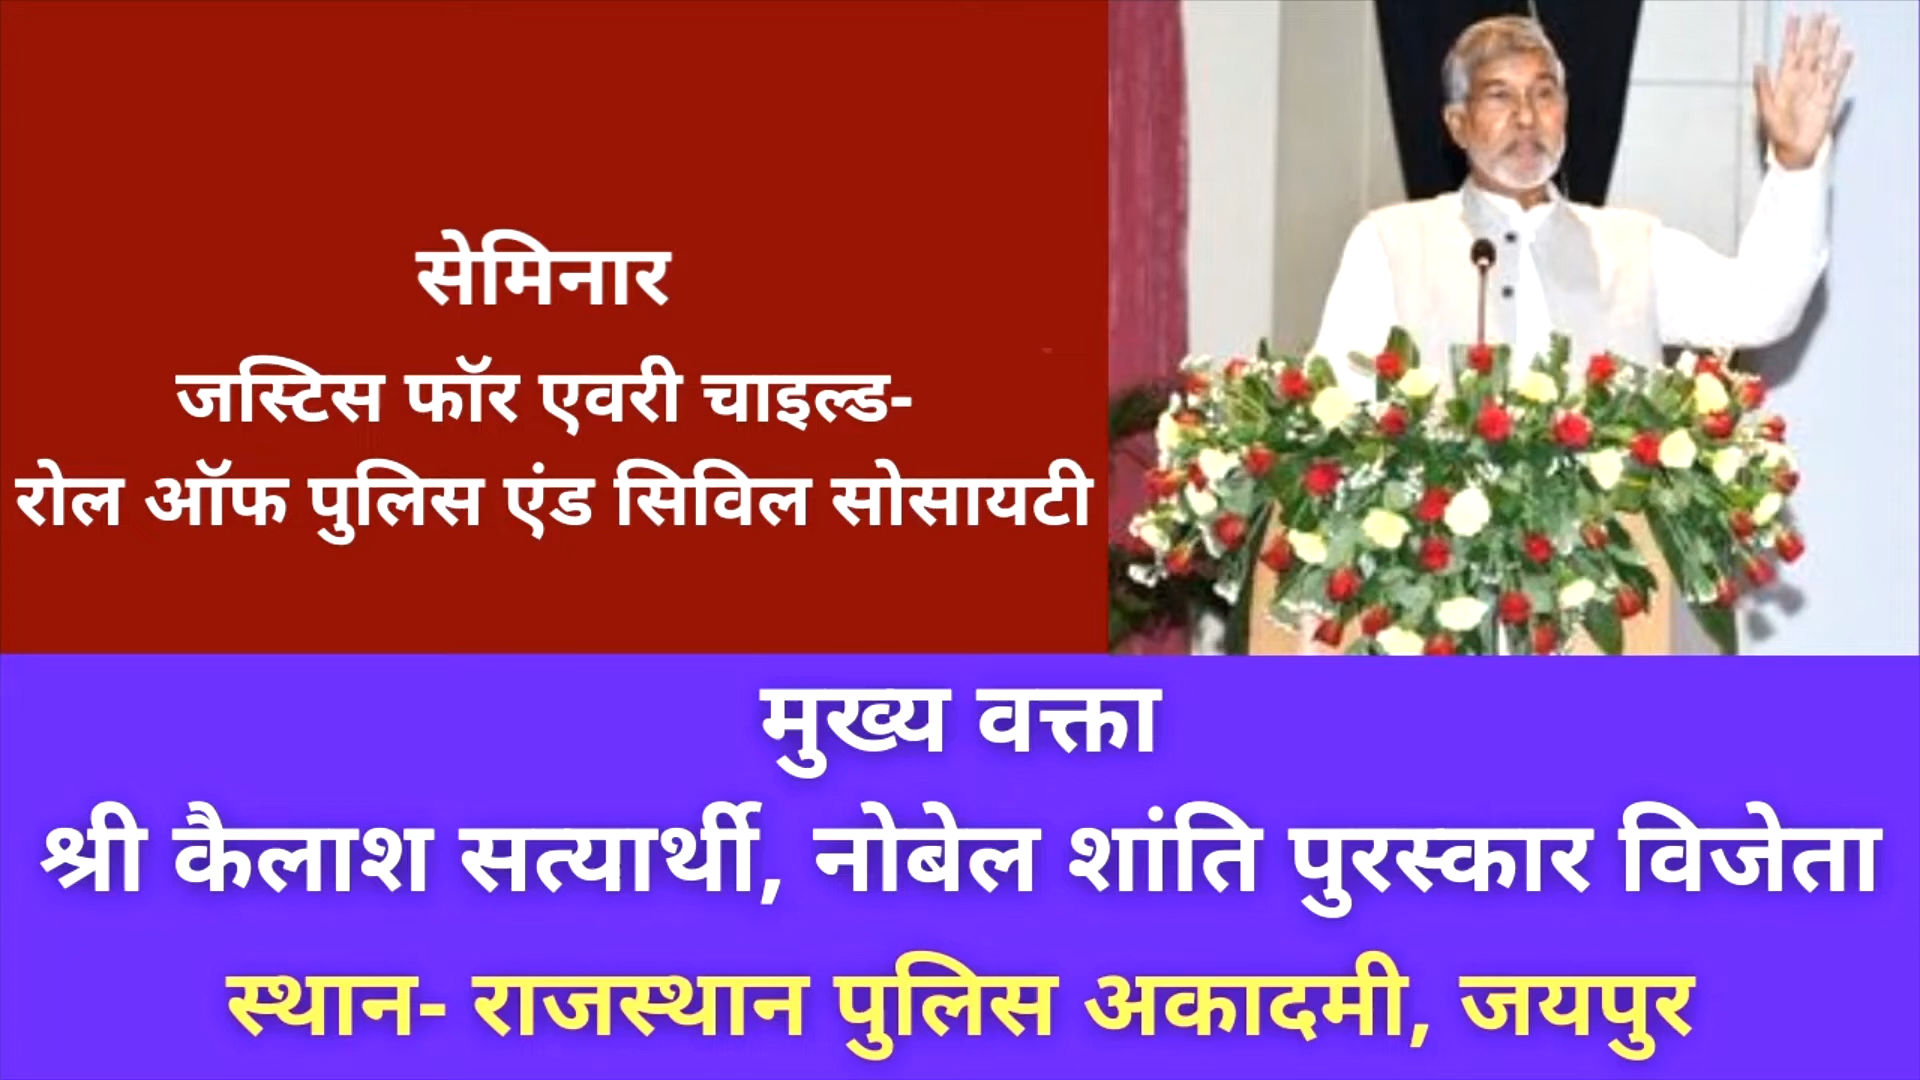 सेमिनार
जस्टिस फॉर एवरी चाइल्ड-
रोल ऑफ पुलिस एंड सिविल सोसायटी
मुख्य वक्ता
श्री कैलाश सत्यार्थी, नोबेल शांति पुरस्कार विजेता
स्थान- राजस्थान पुलिस अकादमी, जयपुर